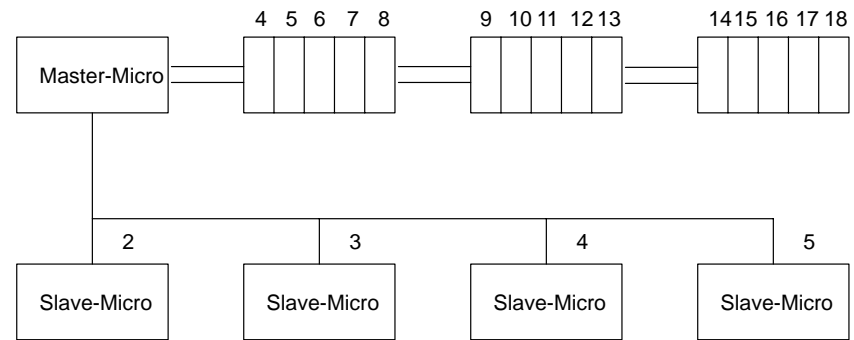 4 5 6 7 8 9 10 11 12 13 14 15 16 17 18
Master-Micro
2 3 4 5
Slave-Micro Slave-Micro Slave-Micro Slave-Micro